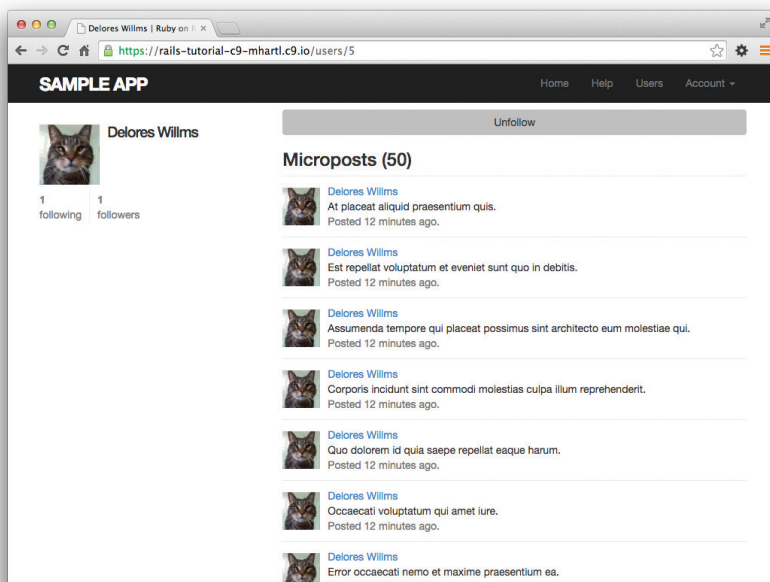 Delores Willms | Ruby on R
https://rails-tutorial-c9-mhartl.c9.io/users/5
SAMPLE APP
Home Help Users Account
Delores Willms
1 following
1 followers
Unfollow
Microposts (50)
Delores Willms
At placeat aliquid praesentium quis.
Posted 12 minutes ago.
Delores Willms
Est repellat voluptatum et eveniet sunt quo in debitis.
Posted 12 minutes ago.
Delores Willms
Assumenda tempore qui placeat possimus sint architecto eum molestiae qui.
Posted 12 minutes ago.
Delores Willms
Corporis incidunt sint commodi molestias culpa illum reprehenderit.
Posted 12 minutes ago.
Delores Willms
Quo dolorem id quia saepe repellat eaque harum.
Posted 12 minutes ago.
Delores Willms
Occaecati voluptatum qui amet iure.
Posted 12 minutes ago.
Delores Willms
Error occaecati nemo et maxime praesentium ea.